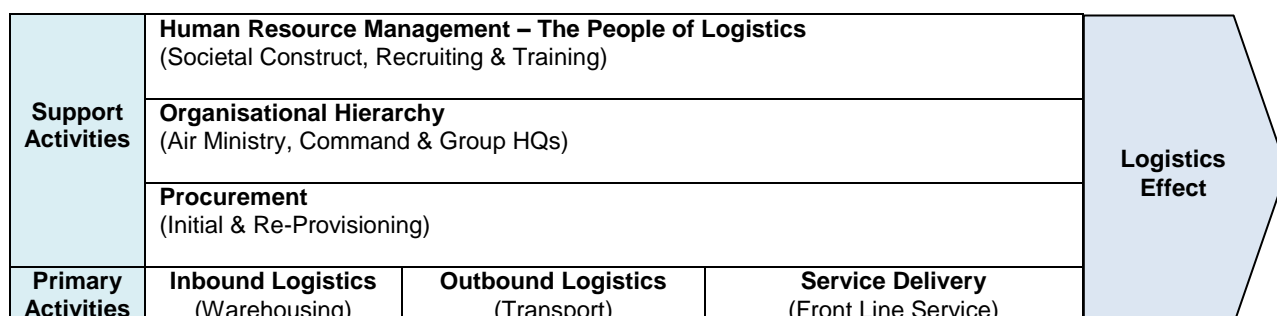 Human Resource Management – The People of Logistics
(Societal Construct, Recruiting & Training)
Support
Activities
Organisational Hierarchy
(Air Ministry, Command & Group HQs)
Procurement
(Initial & Re-Provisioning)
Logistics
Effect
Primary
Activities
Inbound Logistics
(Warehousing)
Outbound Logistics
(Transport)
Service Delivery
(Front Line Service)